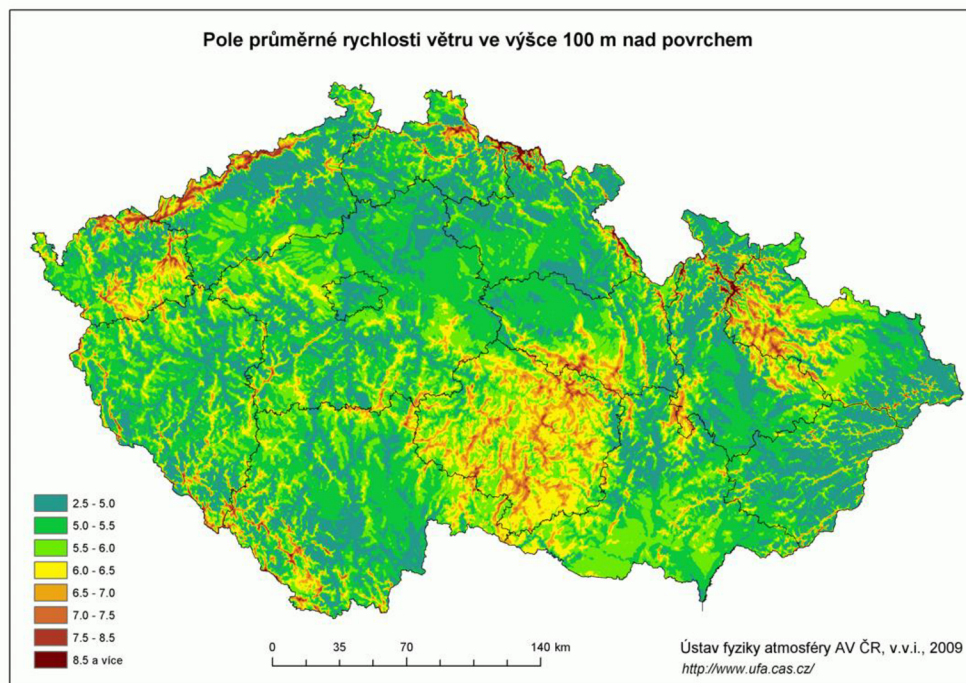 Pole průměrné rychlosti větru ve výšce 100 m nad povrchem
2.5 - 5.0
5.0 - 5.5
5.5 - 6.0
6.0 - 6.5
6.5 - 7.0
7.0 - 7.5
7.5 - 8.5
8.5 a více
0 35 70 140 km
Ústav fyziky atmosféry AV ČR, v.v.i., 2009
http://www.ufa.cas.cz/